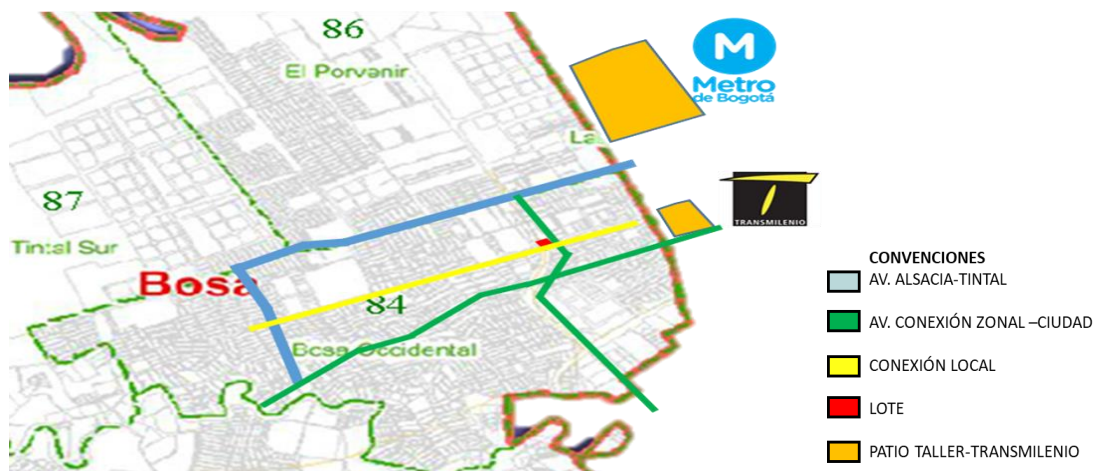 86
El Porvenir
M
Metro
de Bogotá
La
87
TRANSMILENIO
Tintal Sur
Bosa
84
Bosa Occidental
CONVENCIONES
AV. ALSACIA-TINTAL
AV. CONEXIÓN ZONAL –CIUDAD
CONEXIÓN LOCAL
LOTE
PATIO TALLER-TRANSMILENIO